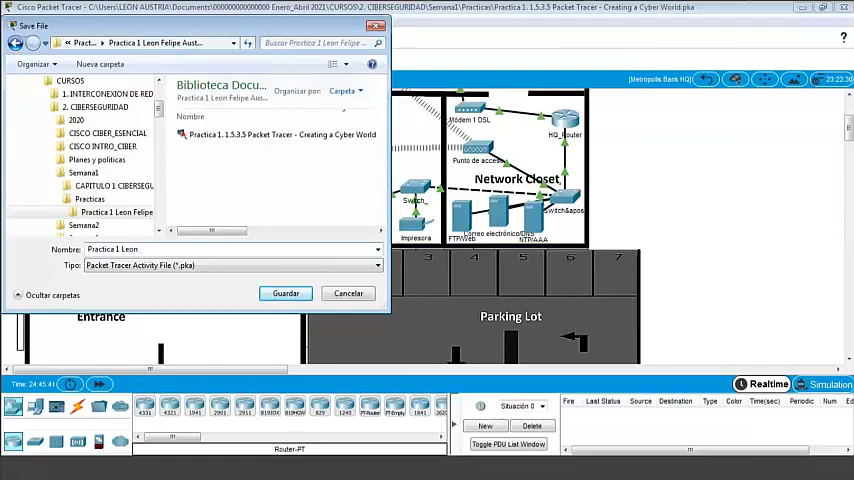 Cisco Packet Tracer - C:\Users\LEON AUSTRIA\Documents\000000000000000 Enero_Abril 2021\CURSOS\2. CIBERSEGURIDAD\Semana1\Practicas\Practica 1. 1.5.3.5 Packet Tracer - Creating a Cyber World.pka
Save File
« Pract... ▸ Practica 1 Leon Felipe Aust...
Buscar Practica 1 Leon Felipe ...
?
Organizar
Nueva carpeta
[Metropolis Bank HQ]
23:23:30
CURSOS
1. INTERCONEXION DE RED
2. CIBERSEGURIDAD
2020
CISCO CIBER_ESENCIAL
CISCO INTRO_CIBER
Planes y politicas
Semana1
CAPITULO 1 CIBERSEGU
Practicas
Practica 1 Leon Felipe
Semana2
Biblioteca Docu...
Practica 1 Leon Felipe Aus...
Organizar por:
Carpeta
Nombre
Practica 1. 1.5.3.5 Packet Tracer - Creating a Cyber World
Nombre:
Practica 1 Leon
Tipo:
Packet Tracer Activity File (*.pka)
Ocultar carpetas
Guardar
Cancelar
Módem 1 DSL
HQ_Router
Punto de acceso
Network Closet
Switch_
Switch&apos
Impresora
FTP/Web
Correo electrónico/DNS
NTP/AAA
3
4
5
6
7
Entrance
Parking Lot
Time: 24:45:41
Realtime
Simulation
4331
4321
1941
2901
2911
819IOX
819HGW
829
1240
PT-Router
PT-Empty
1841
2620
Router-PT
Situación 0
New
Delete
Toggle PDU List Window
Fire
Last Status
Source
Destination
Type
Color
Time(sec)
Periodic
Num
Ed